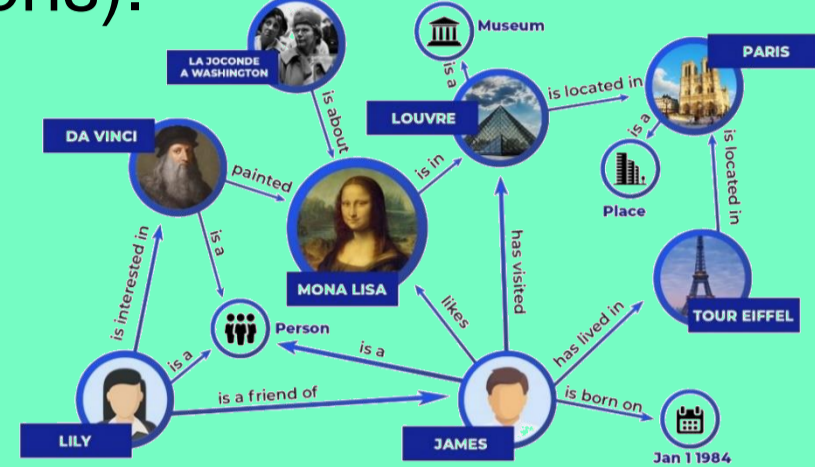 LA JOCONDE
A WASHINGTON
Museum
is a
PARIS
is located in
LOUVRE
is about
DA VINCI
is a
is in
painted
Place
is located in
is a
MONA LISA
has visited
is interested in
TOUR EIFFEL
Person
likes
has lived in
is a
is a
is a friend of
is born on
LILY
JAMES
Jan 1 1984